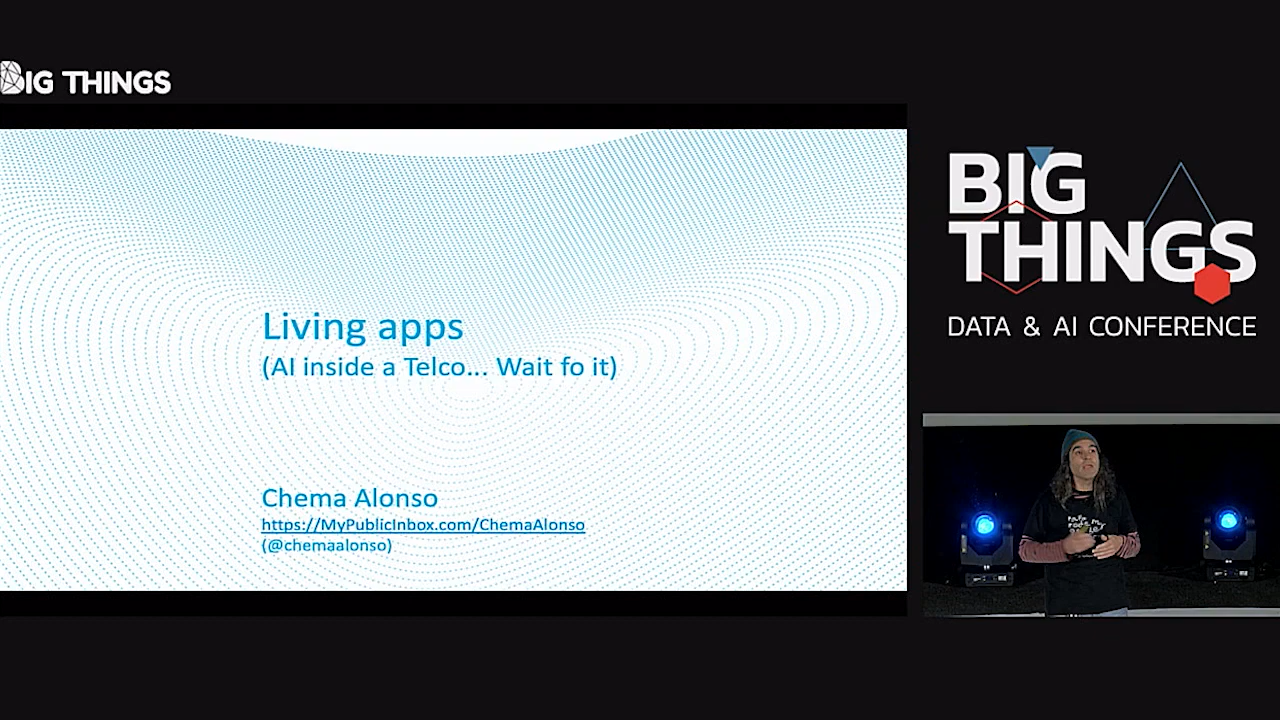 BIG THINGS
Living apps
(AI inside a Telco... Wait fo it)
Chema Alonso
https://MyPublicInbox.com/ChemaAlonso
(@chemaalonso)
BIG
THINGS
DATA & AI CONFERENCE